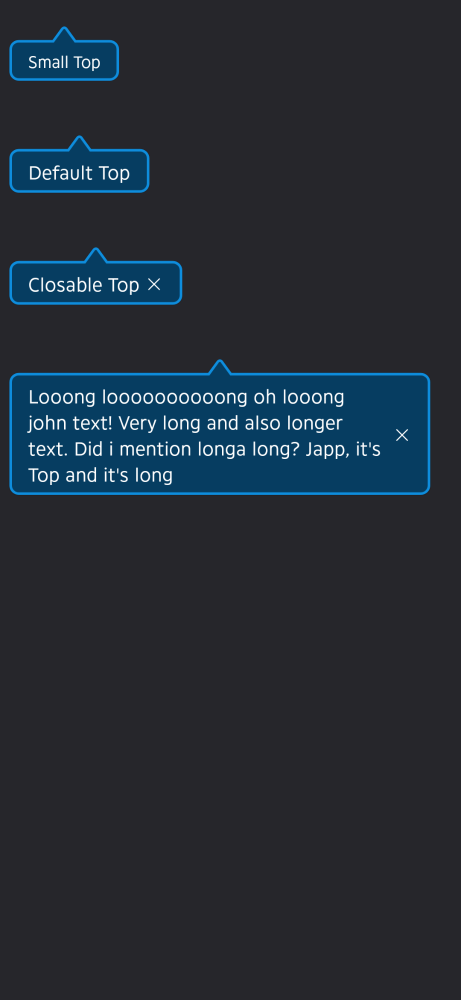 Small Top
Default Top
Closable Top
Looong looooooooooong oh looong
john text! Very long and also longer
text. Did i mention longa long? Japp, it's
Top and it's long